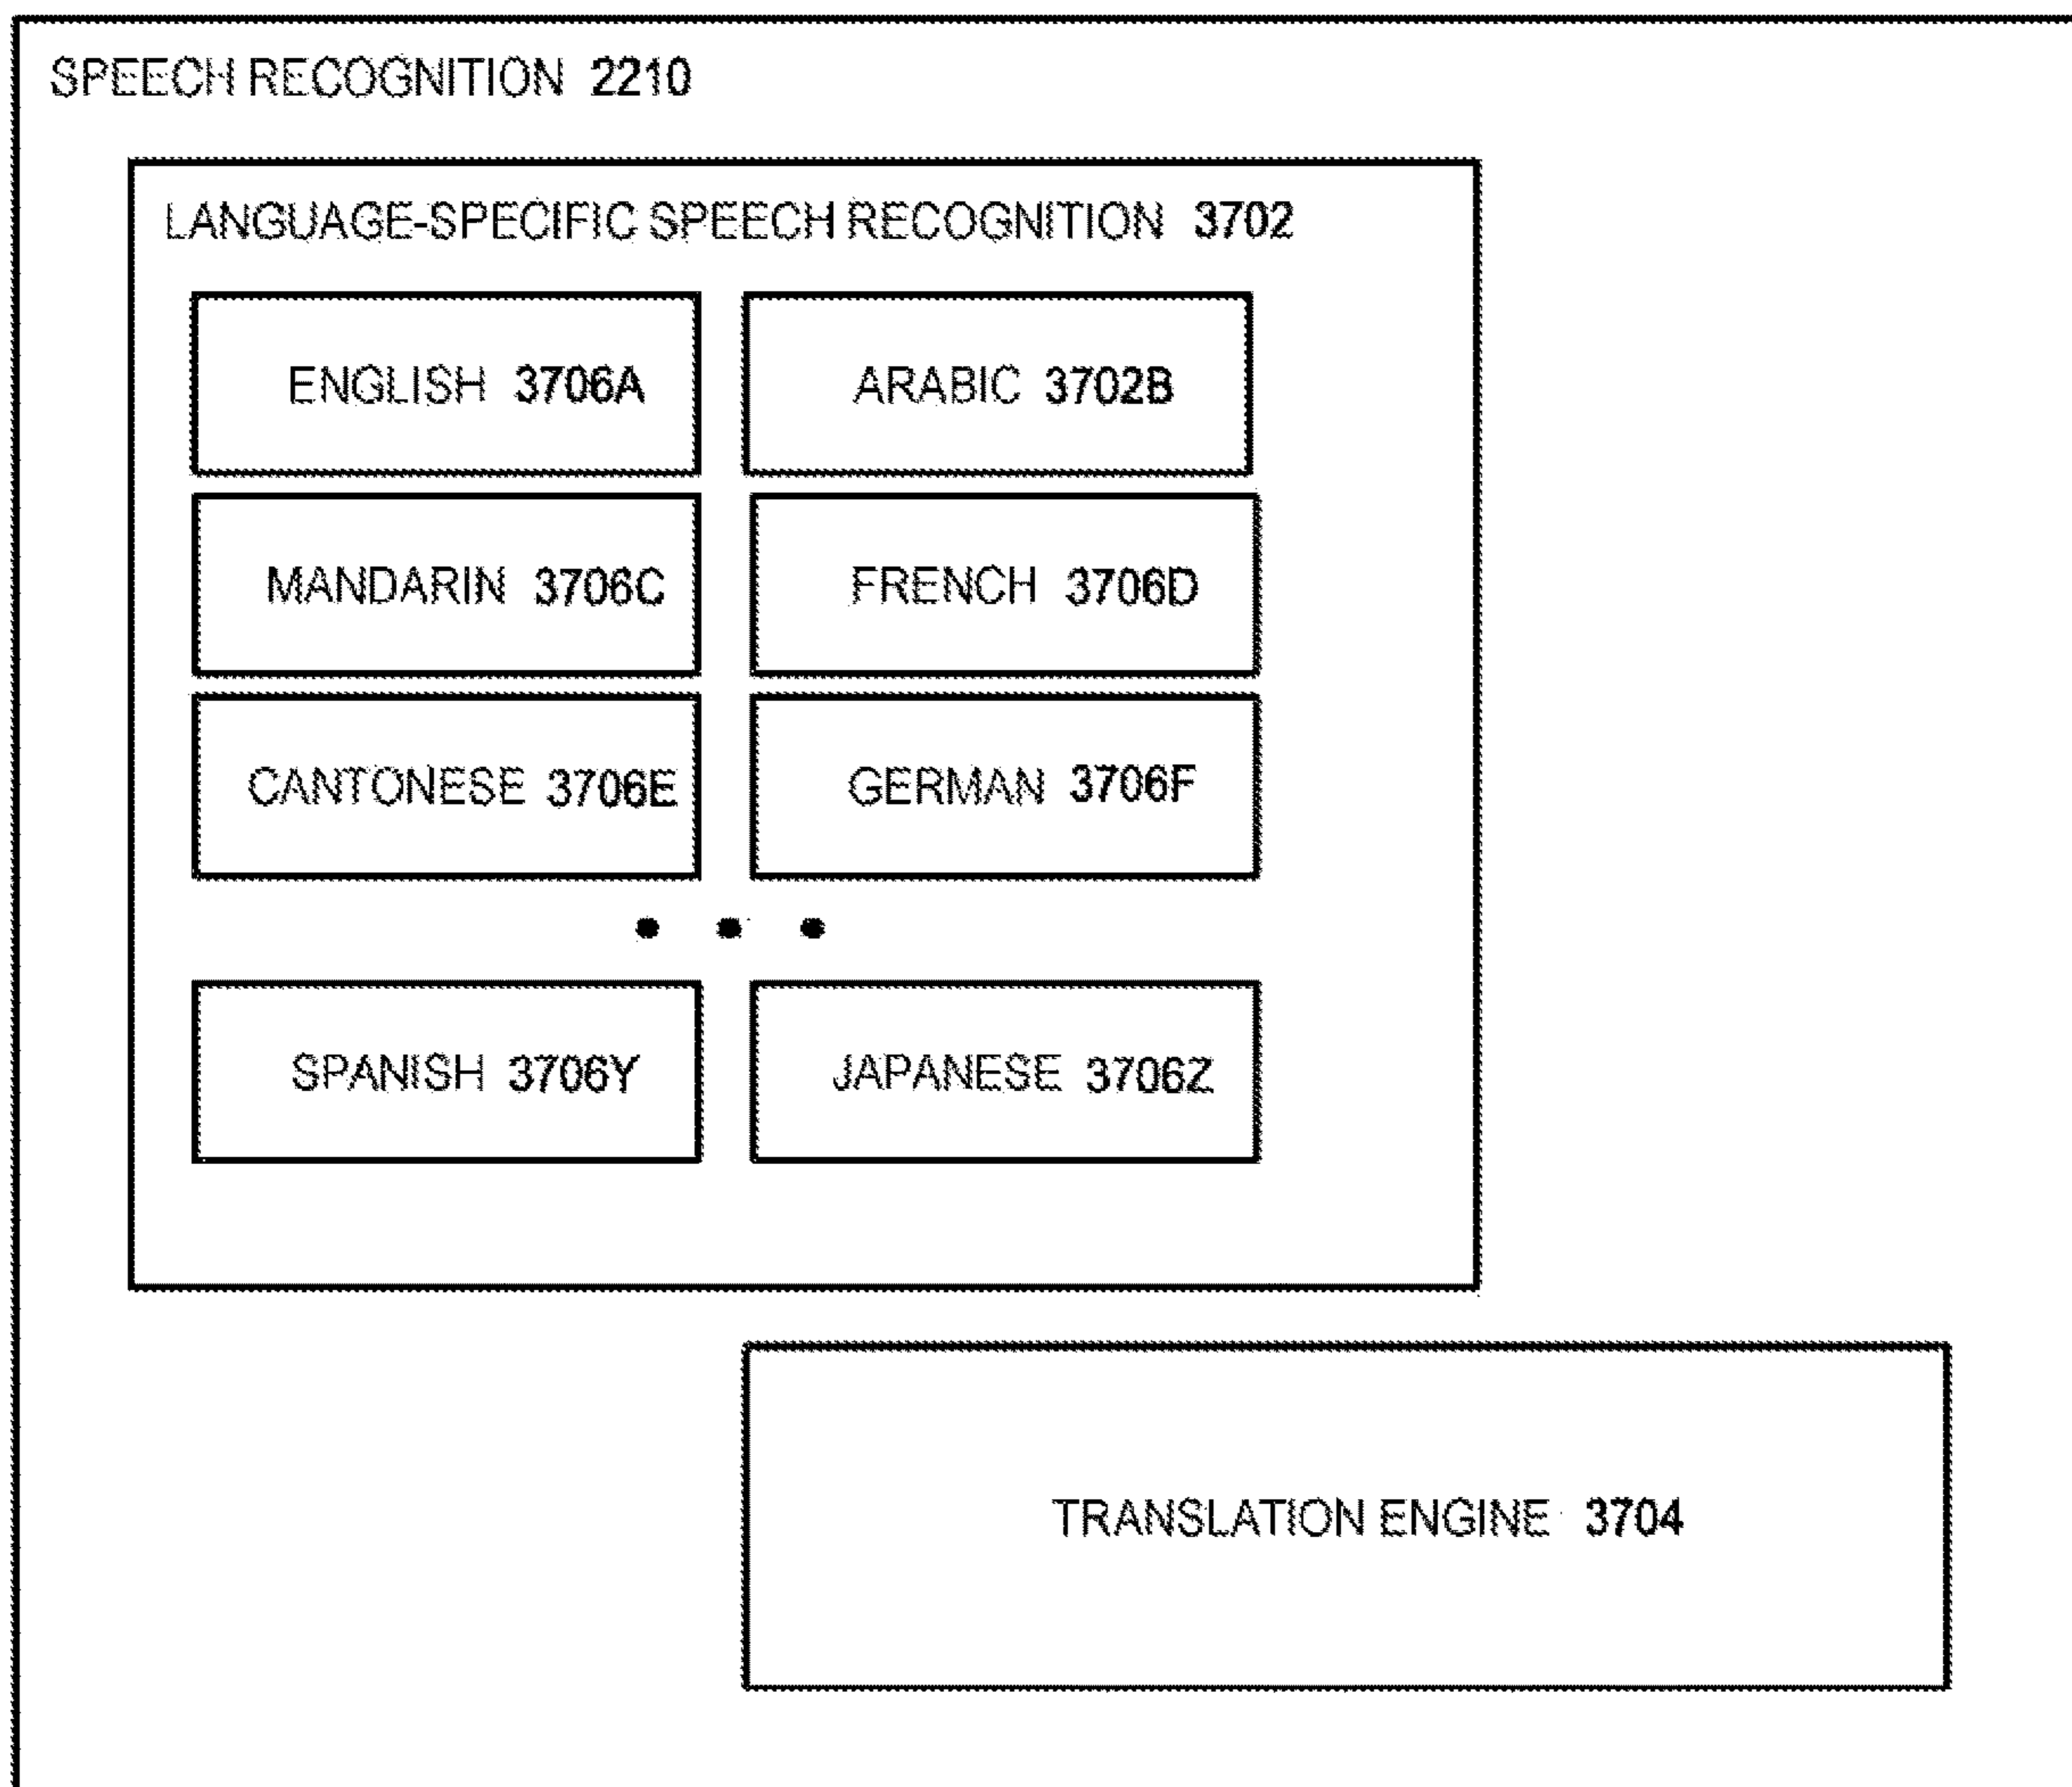 SPEECH RECOGNITION 2210
LANGUAGE-SPECIFIC SPEECH RECOGNITION 3702
ENGLISH 3706A
ARABIC 3702B
MANDARIN 3706C
FRENCH 3706D
CANTONESE 3706E
GERMAN 3706F
• • •
SPANISH 3706Y
JAPANESE 3706Z
TRANSLATION ENGINE 3704